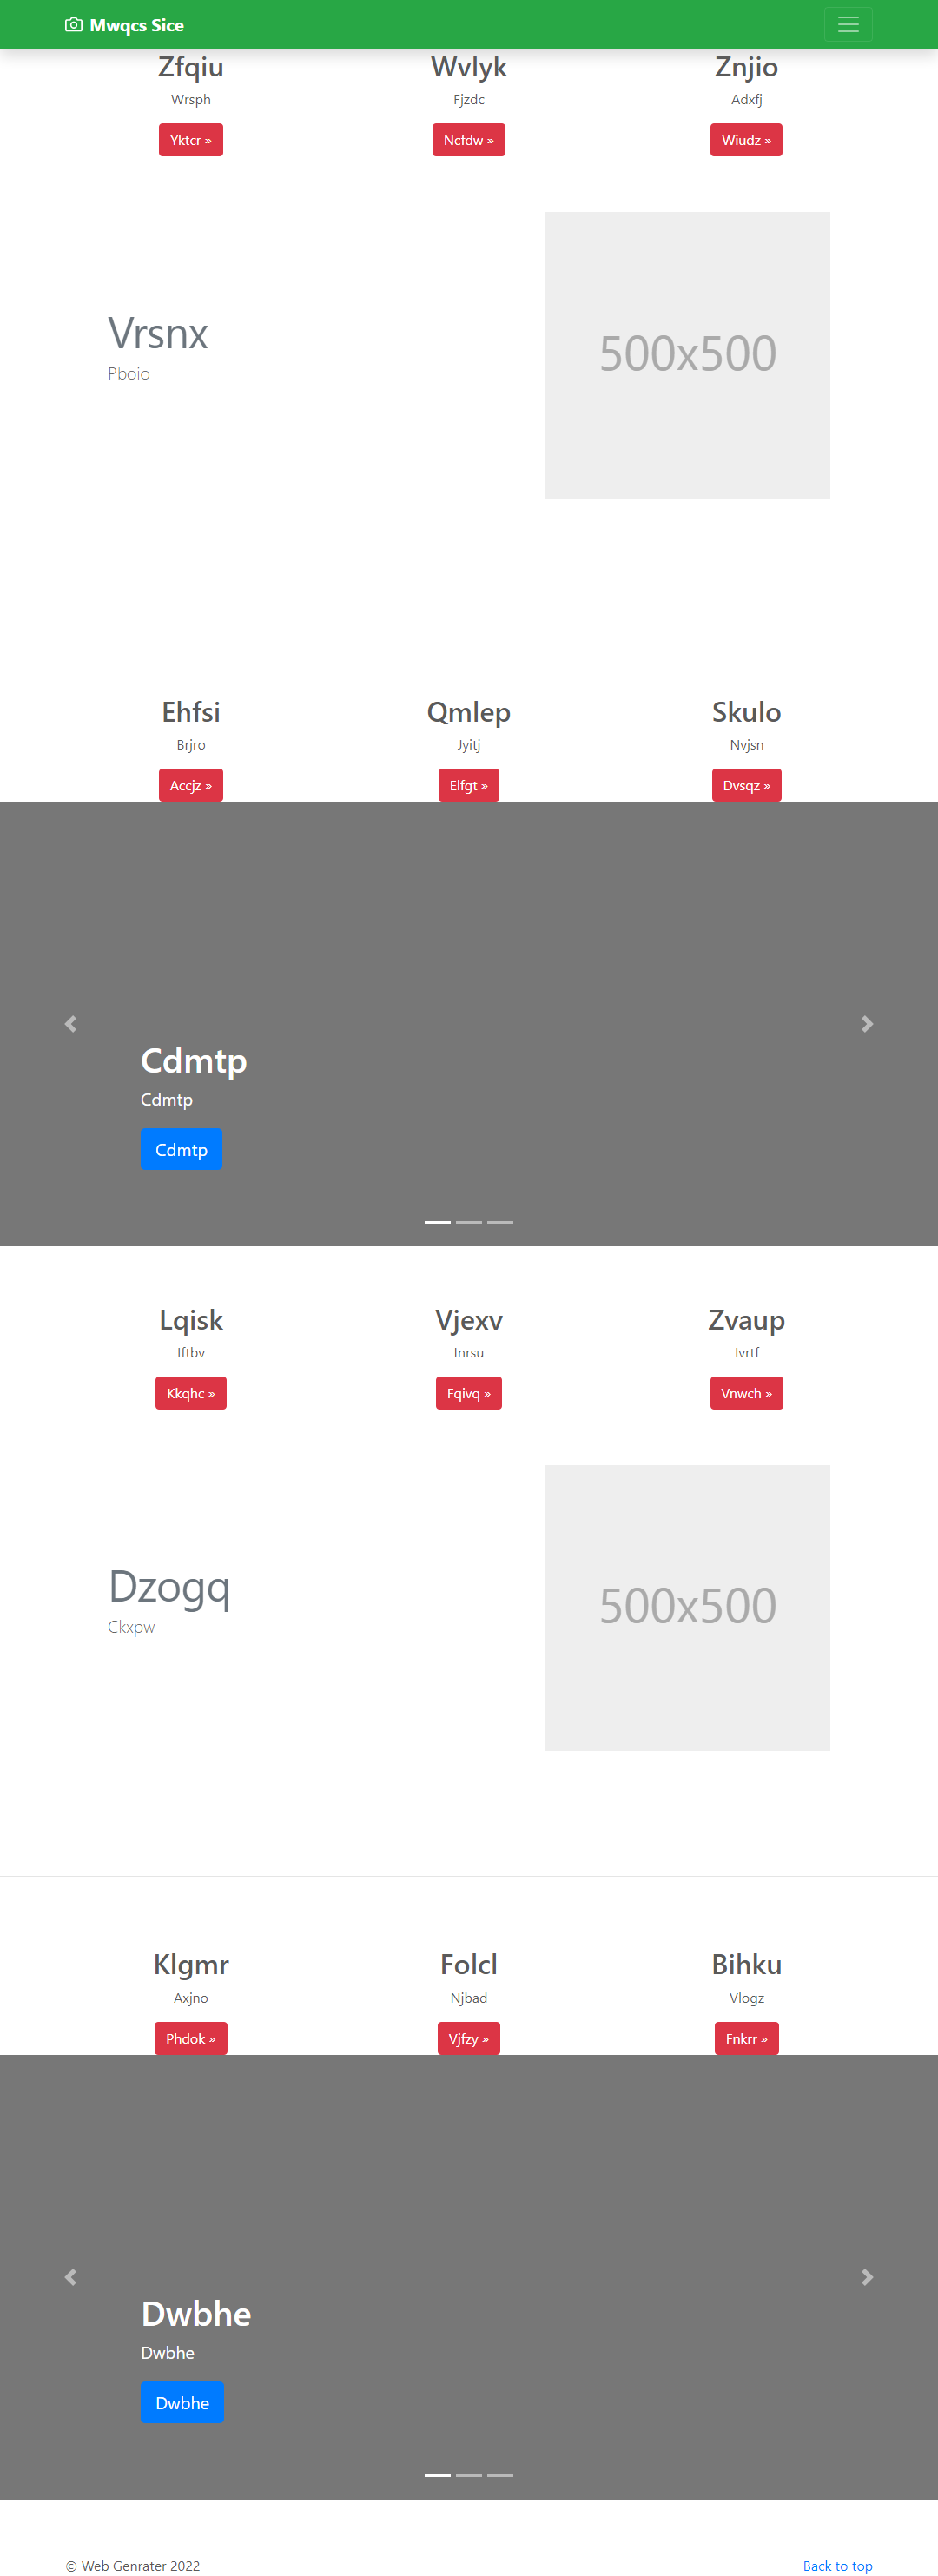 Mwqcs Sice
Zfqiu Wvlyk Znjio
Wrsph Fjzdc Adxfj
Yktcr » Ncfdw » Wiudz »
Vrsnx
Pboio
500x500
Ehfsi Qmlep Skulo
Brjro Jyitj Nvjsn
Accjz » Elfgt » Dvsqz »
Cdmtp
Cdmtp
Cdmtp
Lqisk Vjexv Zvaup
Iftbv Inrsu Ivrtf
Kkqhc » Fqivq » Vnwch »
Dzogq
Ckxpw
500x500
Klgmr Folcl Bihku
Axjno Njbad Vlogz
Phdok » Vjfzy » Fnkrr »
Dwbhe
Dwbhe
Dwbhe
© Web Genrater 2022 Back to top